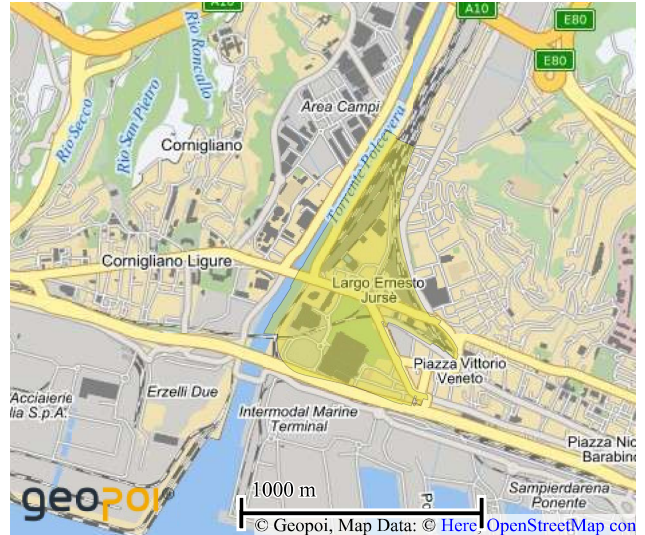 A10
A10
E80
E80
Rio Roncallo
Area Campi
Rio Secco
Rio San Pietro
Cornigliano
Torrente Polcevera
Cornigliano Ligure
Largo Ernesto
Jursè
Piazza Vittorio
Veneto
Acciaierie
lia S.p.A.
Erzelli Due
Intermodal Marine
Terminal
Piazza Nic
Barabino
Sampierdarena
Ponente
Po
geopoi
1000 m
© Geopoi, Map Data: © Here, OpenStreetMap con